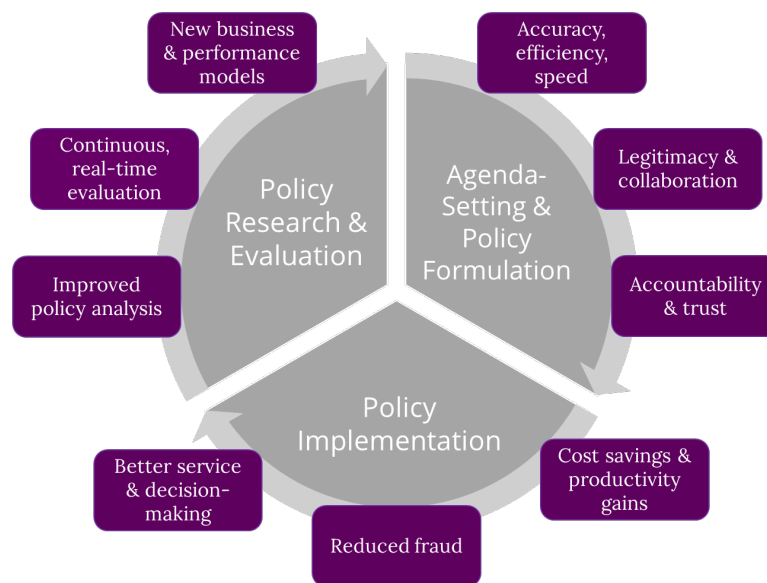 New business
& performance
models
Accuracy,
efficiency,
speed
Continuous,
real-time
evaluation
Legitimacy &
collaboration
Policy
Research &
Evaluation
Agenda-
Setting &
Policy
Formulation
Improved
policy analysis
Accountability
& trust
Policy
Implementation
Better service
& decision-
making
Cost savings &
productivity
gains
Reduced fraud